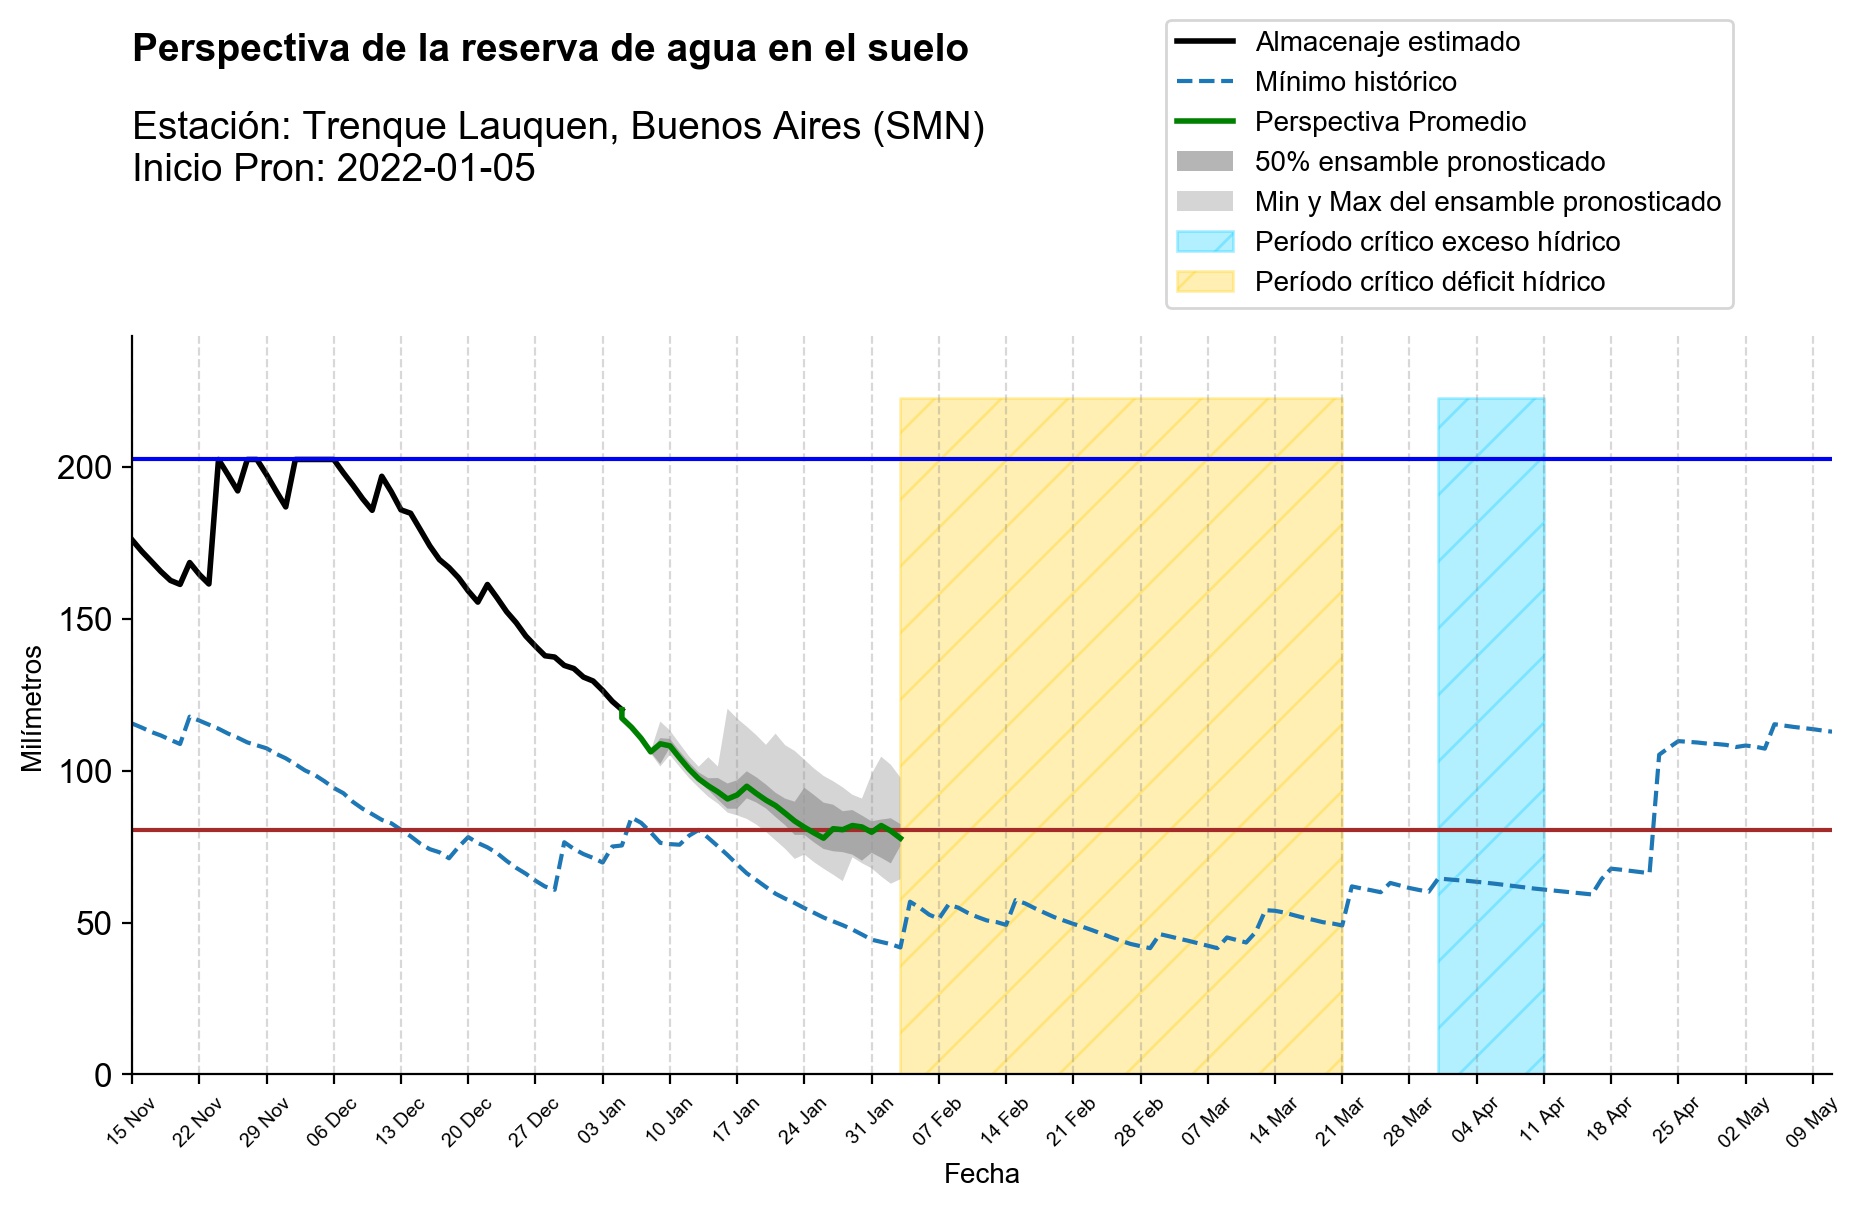 Perspectiva de la reserva de agua en el suelo
Estación: Trenque Lauquen, Buenos Aires (SMN)
Inicio Pron: 2022-01-05
Almacenaje estimado
Mínimo histórico
Perspectiva Promedio
50% ensamble pronosticado
Min y Max del ensamble pronosticado
Período crítico exceso hídrico
Período crítico déficit hídrico
Milímetros
200
150
100
50
0
15 Nov
22 Nov
29 Nov
06 Dec
13 Dec
20 Dec
27 Dec
03 Jan
10 Jan
17 Jan
24 Jan
31 Jan
07 Feb
14 Feb
21 Feb
28 Feb
07 Mar
14 Mar
21 Mar
28 Mar
04 Apr
11 Apr
18 Apr
25 Apr
02 May
09 May
Fecha